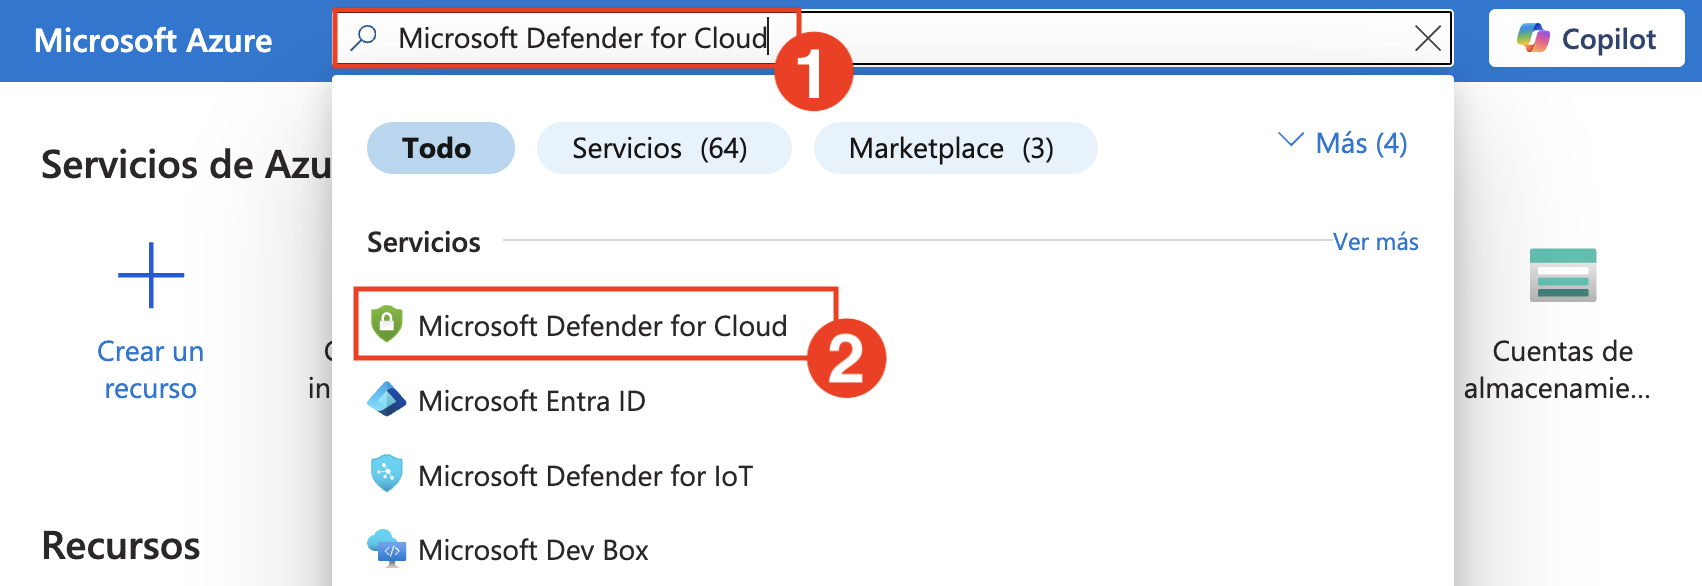 Microsoft Azure
Microsoft Defender for Cloud
Copilot
1
Todo
Servicios (64)
Marketplace (3)
Más (4)
Servicios de Azu
Servicios
Ver más
Microsoft Defender for Cloud
2
Crear un
recurso
in
Microsoft Entra ID
Cuentas de
almacenamie...
Microsoft Defender for IoT
Recursos
Microsoft Dev Box